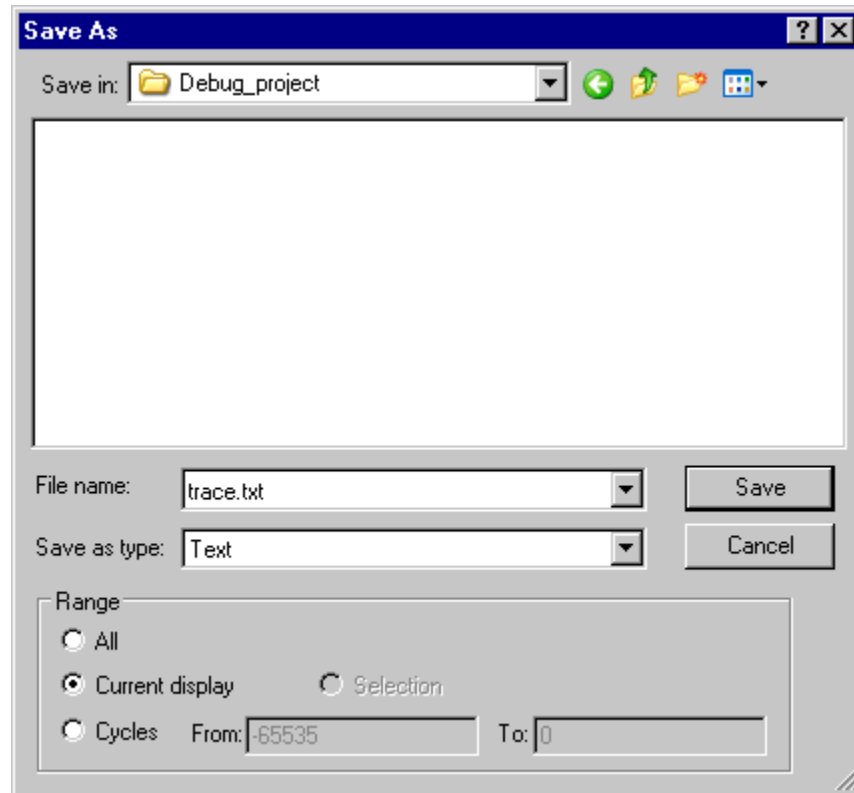 Save As
Save in: Debug_project
File name: trace.txt Save
Save as type: Text Cancel
Range
All
Current display Selection
Cycles From: -65535 To: 0